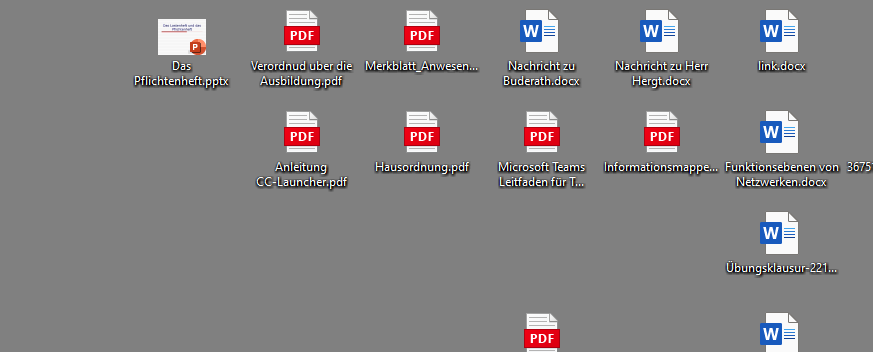 Das Lastenheft und das
Pflichtenheft
P
Das
Pflichtenheft.pptx
PDF
Verordnud über die
Ausbildung.pdf
PDF
Merkblatt_Anwesen...
W
Nachricht zu
Buderath.docx
W
Nachricht zu Herr
Hergt.docx
W
link.docx
PDF
Anleitung
CC-Launcher.pdf
PDF
Hausordnung.pdf
PDF
Microsoft Teams
Leitfaden für T...
PDF
Informationsmappe...
W
Funktionsebenen von
Netzwerken.docx
3675
W
Übungsklausur-221...
PDF
W